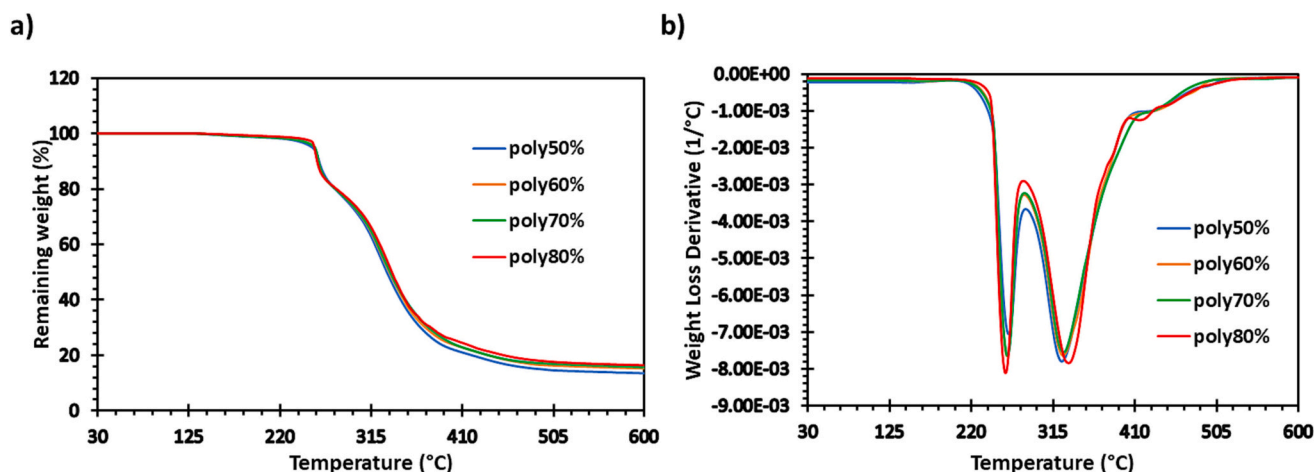 a)
120
100
80
60
40
20
0
Remaining weight (%)
poly50%
poly60%
poly70%
poly80%
30 125 220 315 410 505 600
Temperature (°C)
b)
0.00E+00
-1.00E-03
-2.00E-03
-3.00E-03
-4.00E-03
-5.00E-03
-6.00E-03
-7.00E-03
-8.00E-03
-9.00E-03
Weight Loss Derivative (1/°C)
poly50%
poly60%
poly70%
poly80%
30 125 220 315 410 505 600
Temperature (°C)